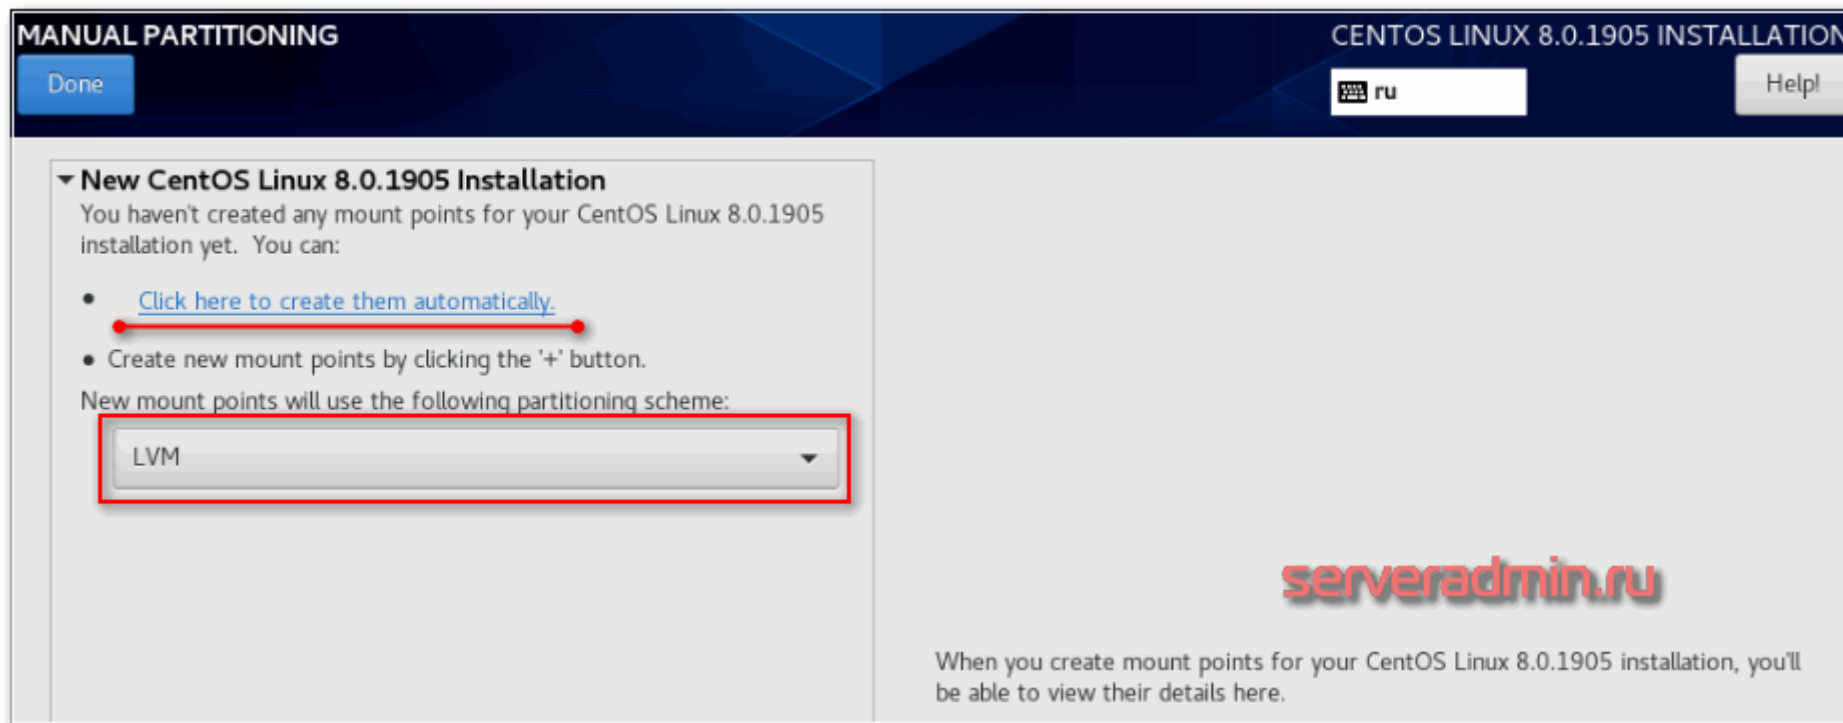 MANUAL PARTITIONING
CENTOS LINUX 8.0.1905 INSTALLATION
Done
ru
Help!
New CentOS Linux 8.0.1905 Installation
You haven't created any mount points for your CentOS Linux 8.0.1905
installation yet. You can:
• Click here to create them automatically.
• Create new mount points by clicking the '+' button.
New mount points will use the following partitioning scheme:
LVM
serveradmin.ru
When you create mount points for your CentOS Linux 8.0.1905 installation, you'll
be able to view their details here.